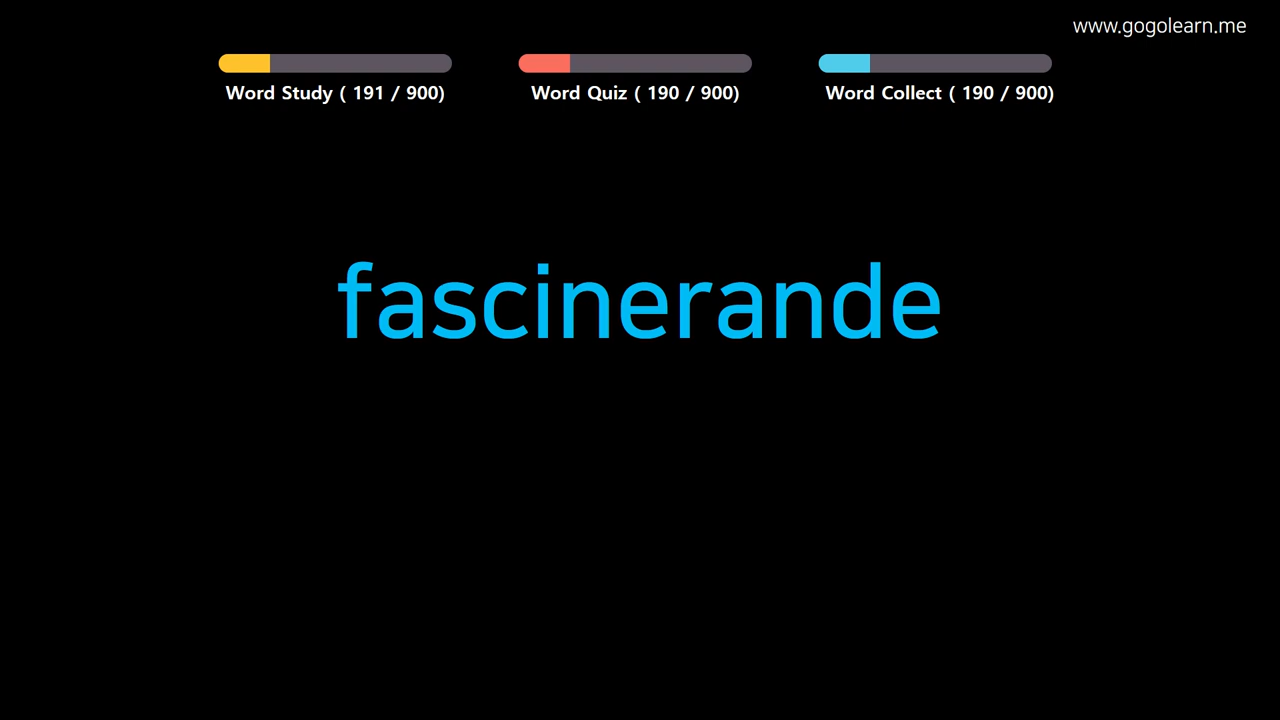 www.gogolearn.me
Word Study ( 191 / 900)
Word Quiz ( 190 / 900)
Word Collect ( 190 / 900)
fascinerande